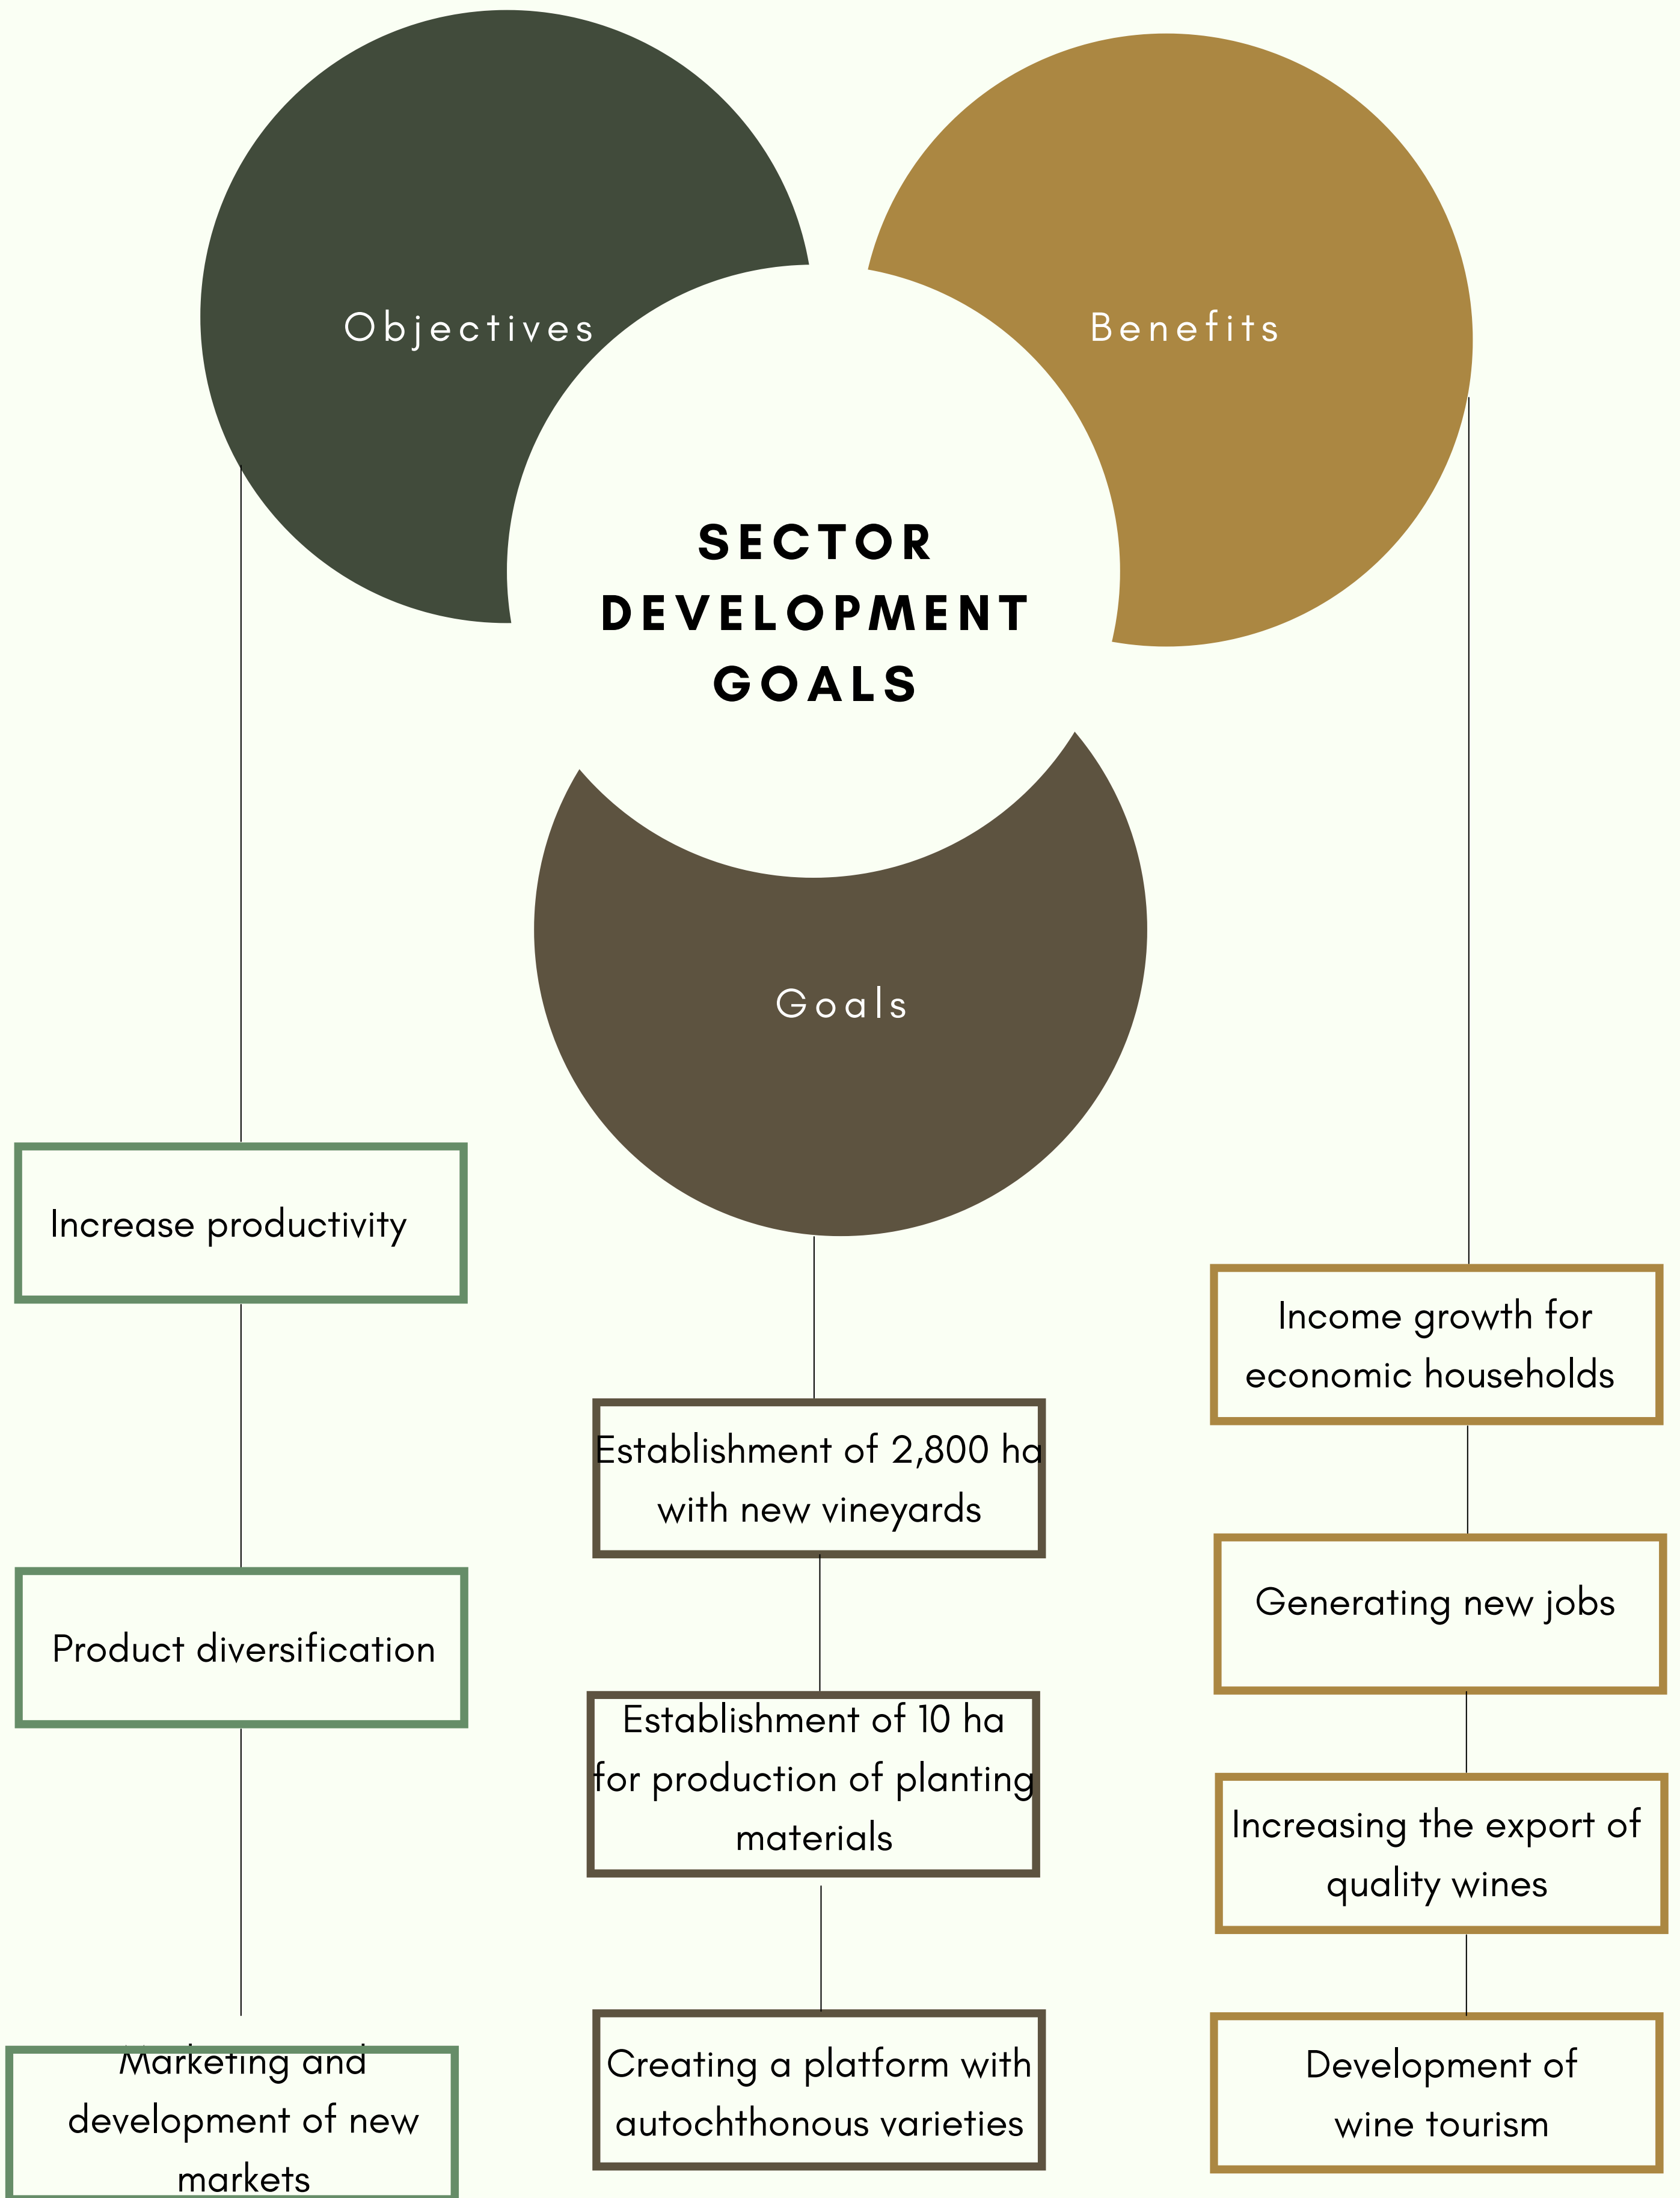 Objectives
Benefits
SECTOR
DEVELOPMENT
GOALS
Goals
Increase productivity
Product diversification
Marketing and
development of new
markets
Establishment of 2,800 ha
with new vineyards
Establishment of 10 ha
for production of planting
materials
Creating a platform with
autochthonous varieties
Income growth for
economic households
Generating new jobs
Increasing the export of
quality wines
Development of
wine tourism